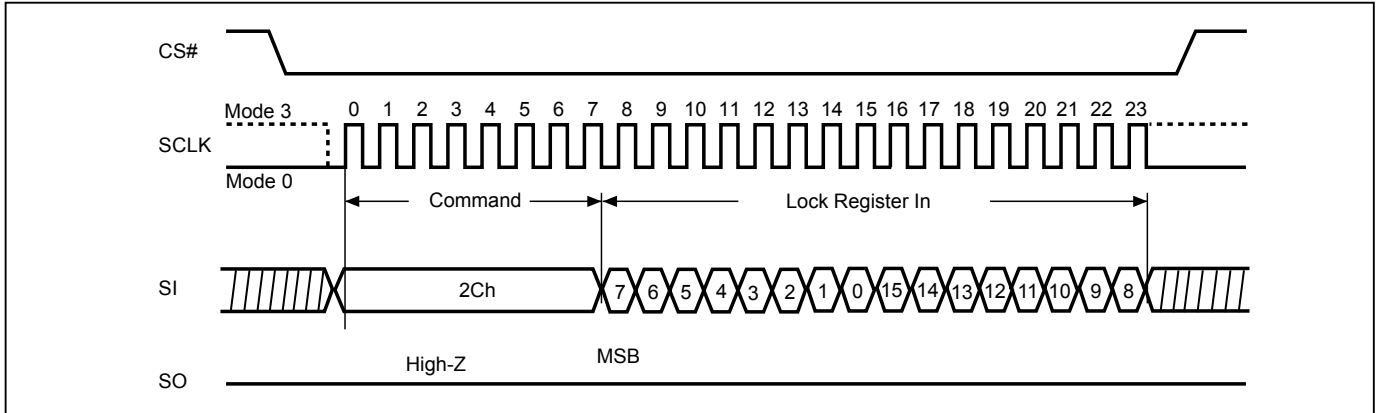 CS#
Mode 3 0 1 2 3 4 5 6 7 8 9 10 11 12 13 14 15 16 17 18 19 20 21 22 23
SCLK
Mode 0
Command Lock Register In
SI 2Ch 7 6 5 4 3 2 1 0 15 14 13 12 11 10 9 8
High-Z MSB
SO